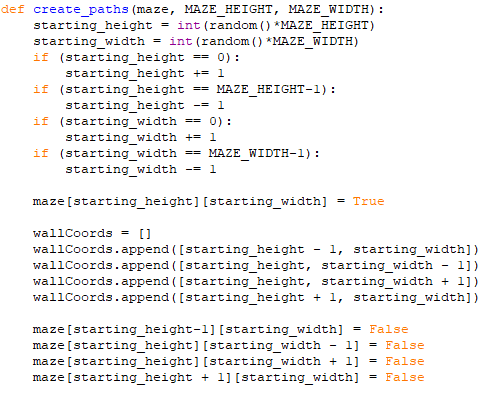 def create_paths(maze, MAZE_HEIGHT, MAZE_WIDTH):
    starting_height = int(random()*MAZE_HEIGHT)
    starting_width = int(random()*MAZE_WIDTH)
    if (starting_height == 0):
        starting_height += 1
    if (starting_height == MAZE_HEIGHT-1):
        starting_height -= 1
    if (starting_width == 0):
        starting_width += 1
    if (starting_width == MAZE_WIDTH-1):
        starting_width -= 1

    maze[starting_height][starting_width] = True

    wallCoords = []
    wallCoords.append([starting_height - 1, starting_width])
    wallCoords.append([starting_height, starting_width - 1])
    wallCoords.append([starting_height, starting_width + 1])
    wallCoords.append([starting_height + 1, starting_width])

    maze[starting_height-1][starting_width] = False
    maze[starting_height][starting_width - 1] = False
    maze[starting_height][starting_width + 1] = False
    maze[starting_height + 1][starting_width] = False